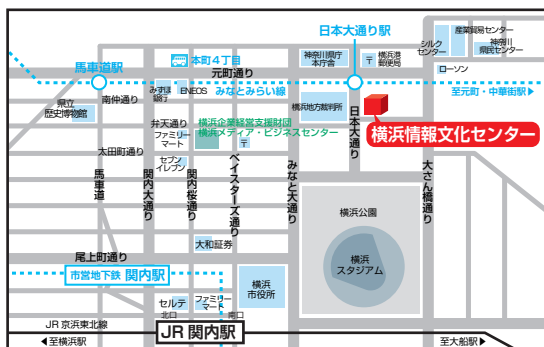 日本大通り駅
産業貿易センター
シルク
センター
神奈川
県民センター
本町4丁目
神奈川県庁
本庁舎
横浜港
郵便局
馬車道駅
元町通り
ローソン
みずほ
銀行
ENEOS
みなとみらい線
至元町・中華街駅▶
南仲通り
県立
歴史博物館
横浜地方裁判所
日本大通り
弁天通り
横浜企業経営支援財団
横浜メディア・ビジネスセンター
横浜情報文化センター
ファミリー
マート
太田町通り
セブン
イレブン
馬車道
関内大通り
関内桜通り
ベイスターズ通り
みなと大通り
大さん橋通り
横浜公園
大和証券
尾上町通り
横浜
スタジアム
市営地下鉄 関内駅
横浜
市役所
セルテ
ファミリー
マート
北口
南口
JR 京浜東北線
JR 関内駅
◀至横浜駅
至大船駅▶